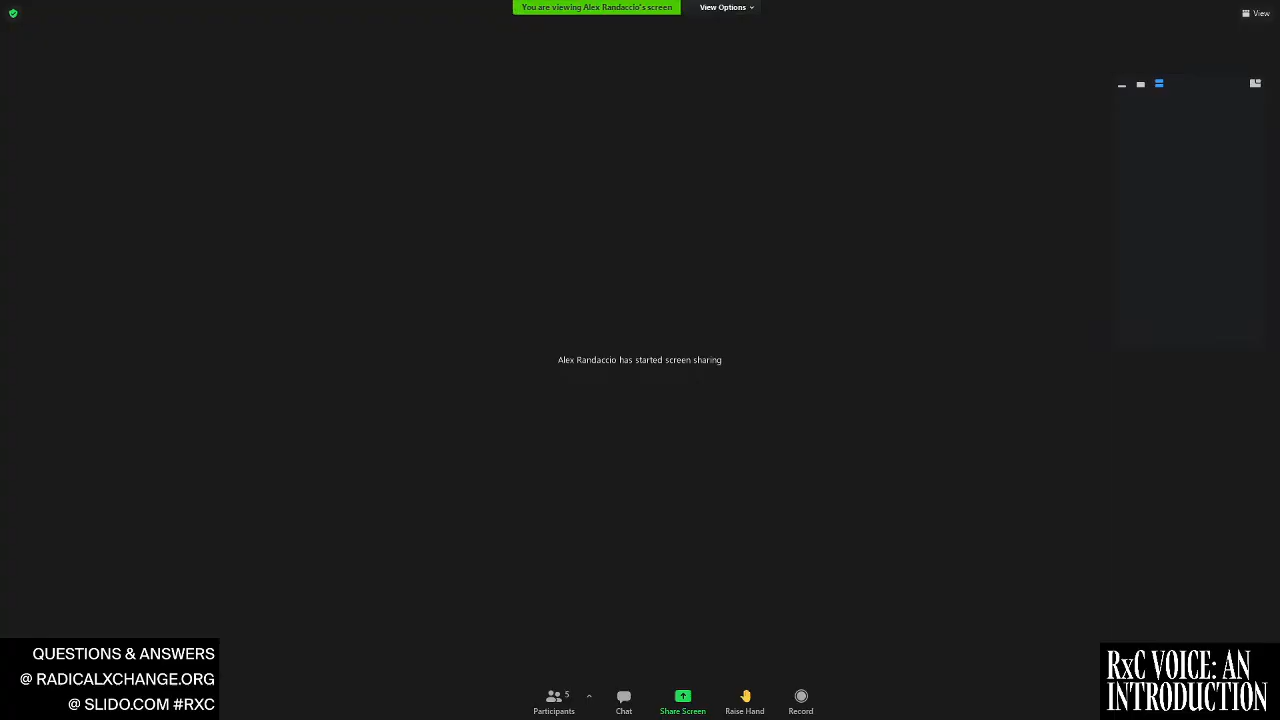 You are viewing Alex Randaccio's screen
View Options
View
Alex Randaccio has started screen sharing
QUESTIONS & ANSWERS
@ RADICALXCHANGE.ORG
@ SLIDO.COM #RXC
5
Participants
Chat
Share Screen
Raise Hand
Record
RxC VOICE: AN
INTRODUCTION